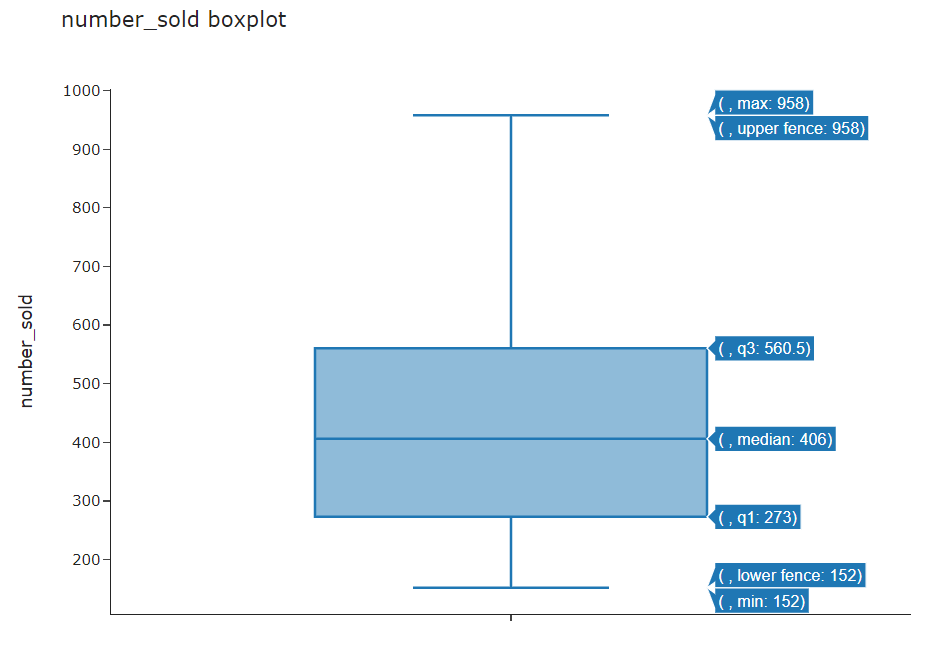 number_sold boxplot
1000
900
800
700
600
500
400
300
200
number_sold
( , max: 958)
( , upper fence: 958)
( , q3: 560.5)
( , median: 406)
( , q1: 273)
( , lower fence: 152)
( , min: 152)